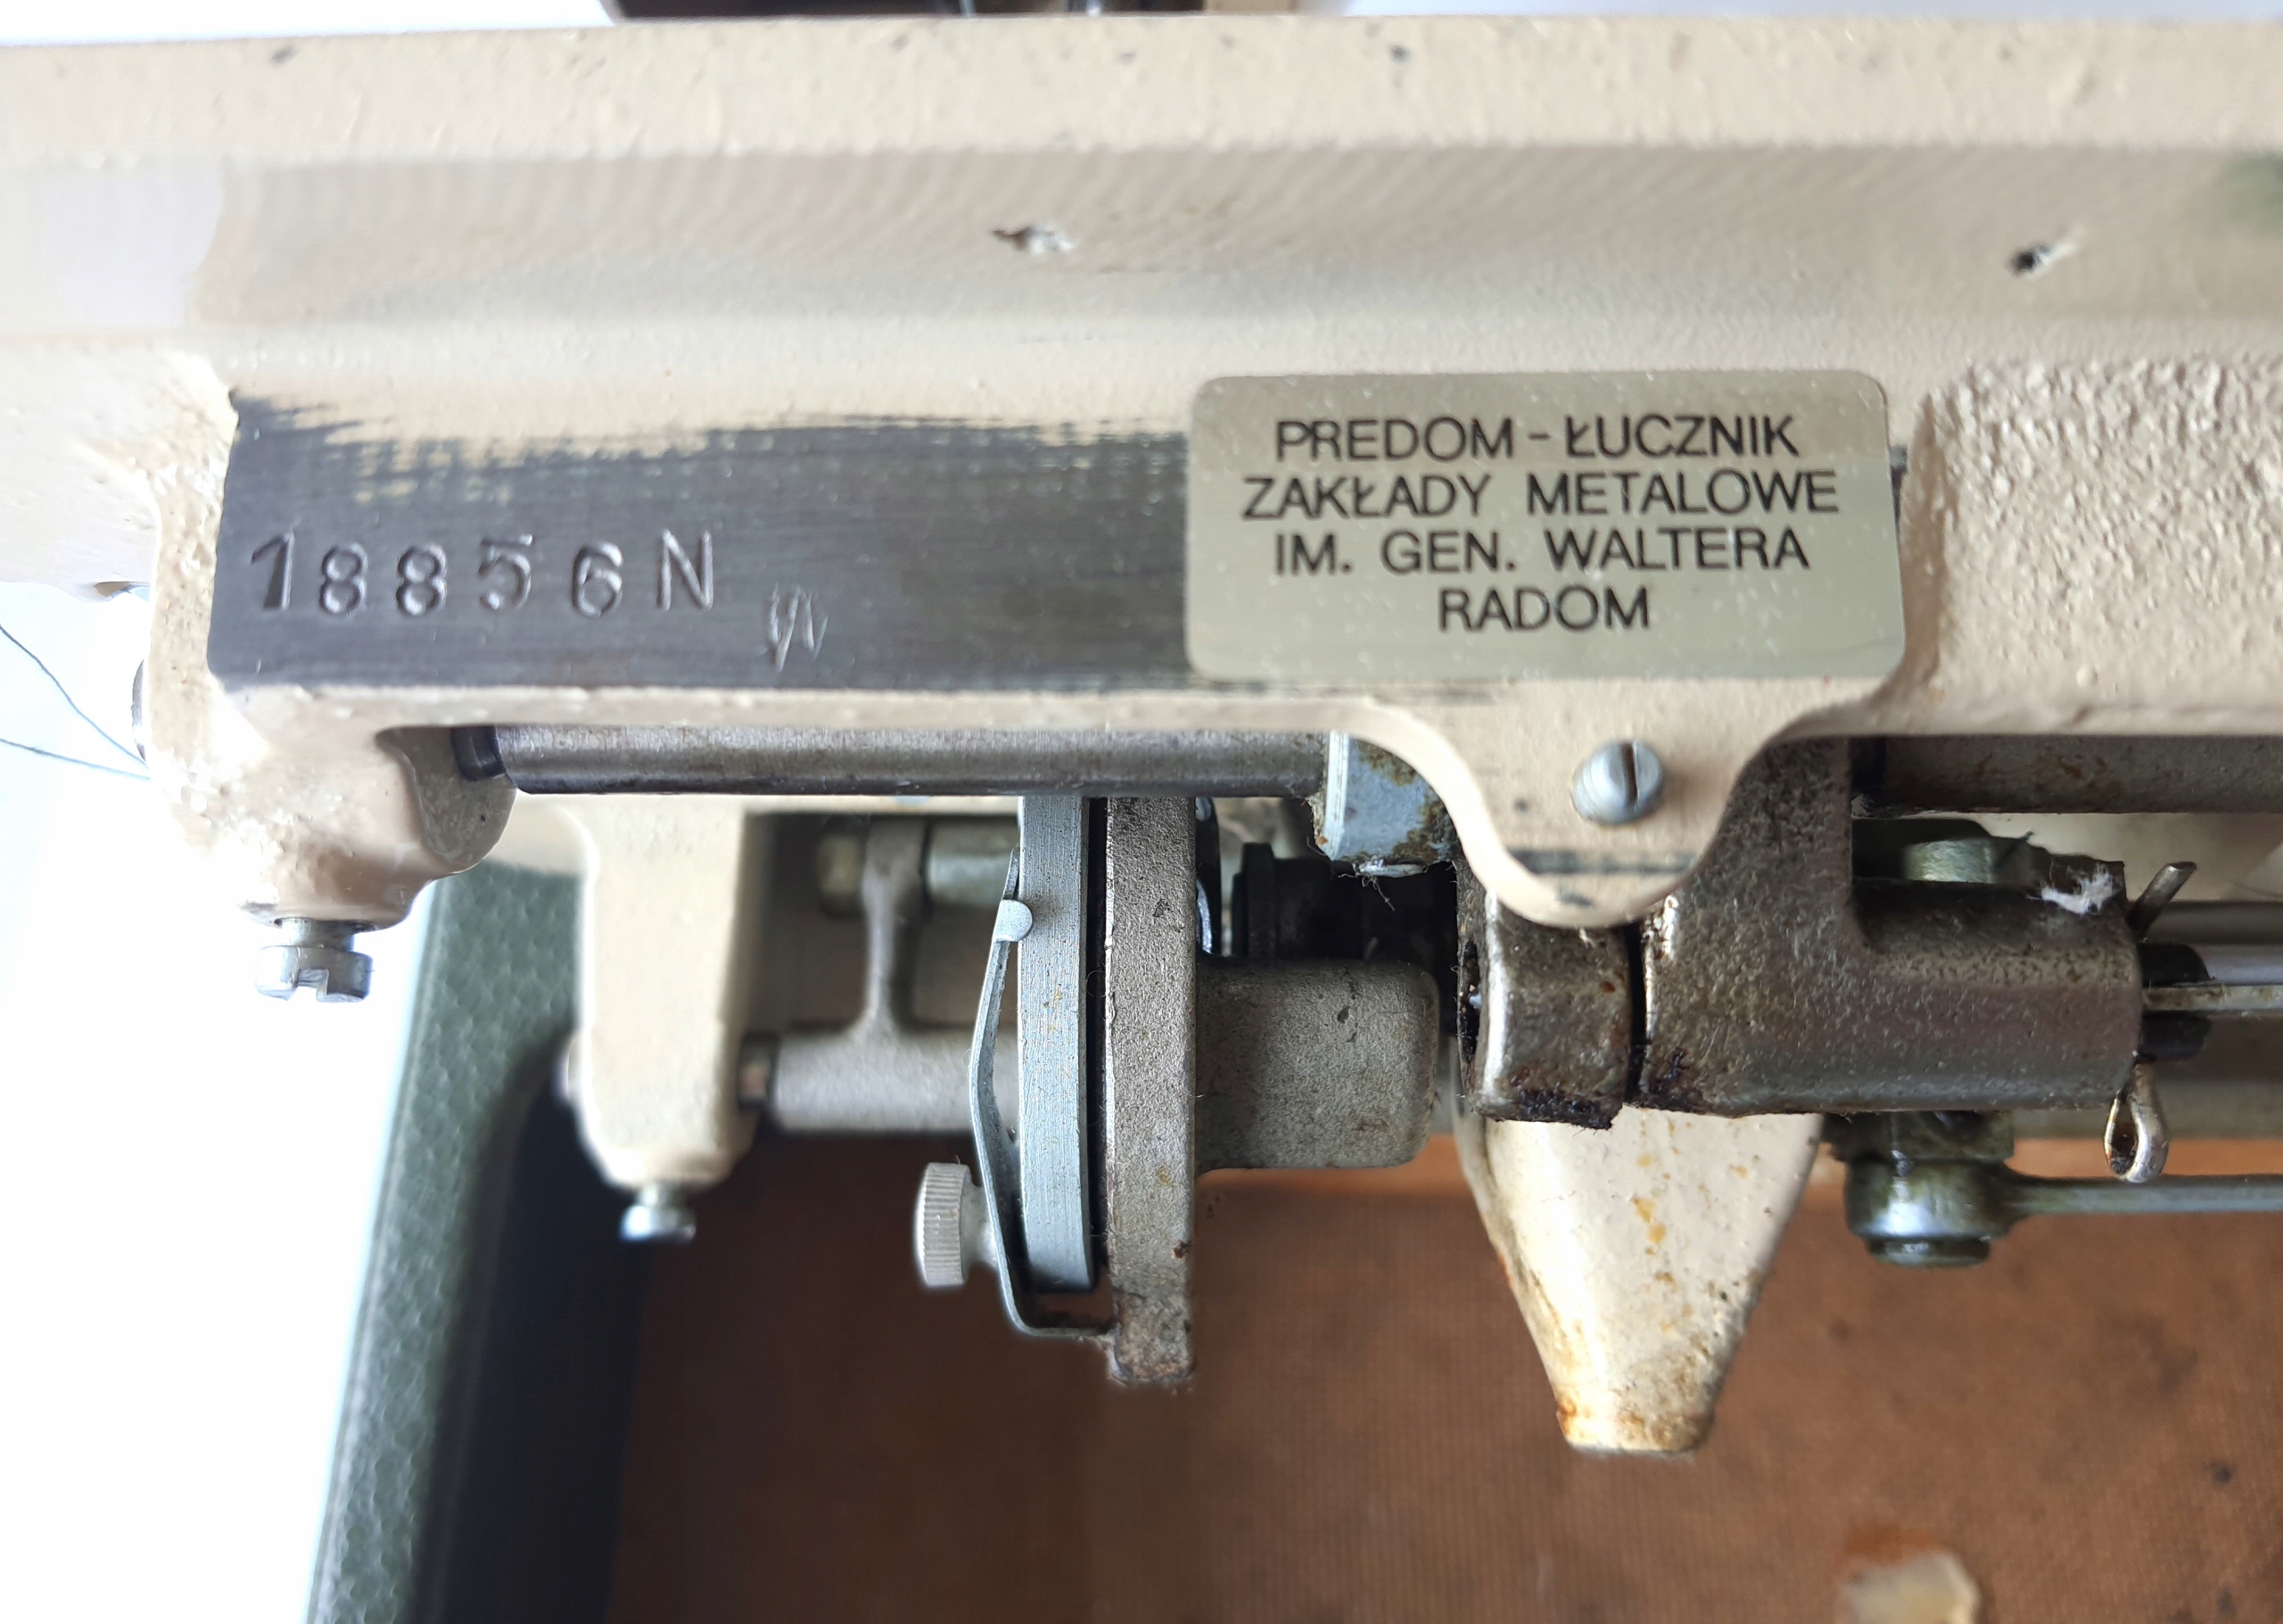 18856N
PREDOM - ŁUCZNIK
ZAKŁADY METALOWE
IM. GEN. WALTERA
RADOM